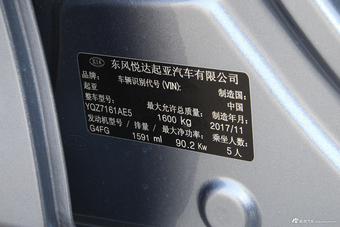 KIA 东风悦达起亚汽车有限公司
品牌: 车辆识别代号(VIN): 制造国:
起亚 中国
整车型号: 最大允许总质量: 制造年月:
YQZ7161AE5 1600 kg 2017/11
发动机型号 / 排量 / 最大净功率: 乘坐人数:
G4FG 1591 ml 90.2 Kw 5人